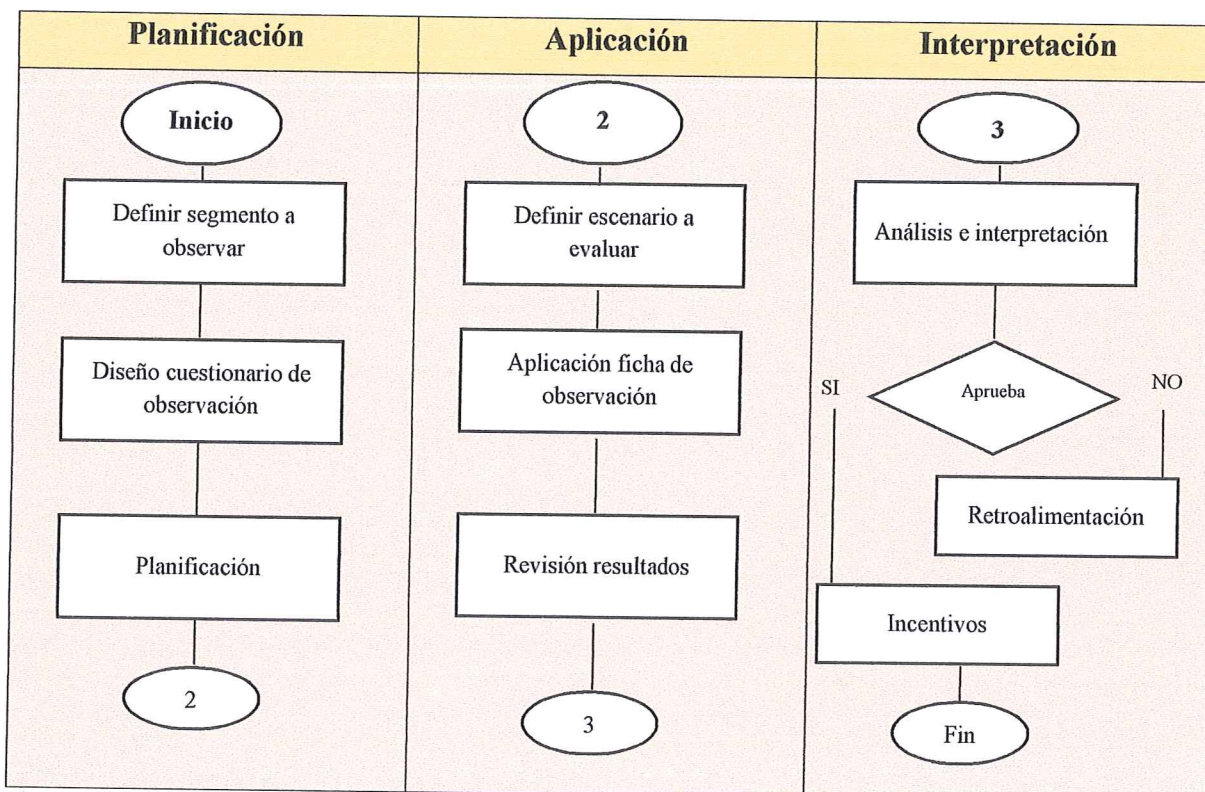 Planificación
Inicio
Definir segmento a
observar
Diseño cuestionario de
observación
Planificación
2
Aplicación
2
Definir escenario a
evaluar
Aplicación ficha de
observación
Revisión resultados
3
Interpretación
3
Análisis e interpretación
SI
Aprueba
NO
Retroalimentación
Incentivos
Fin